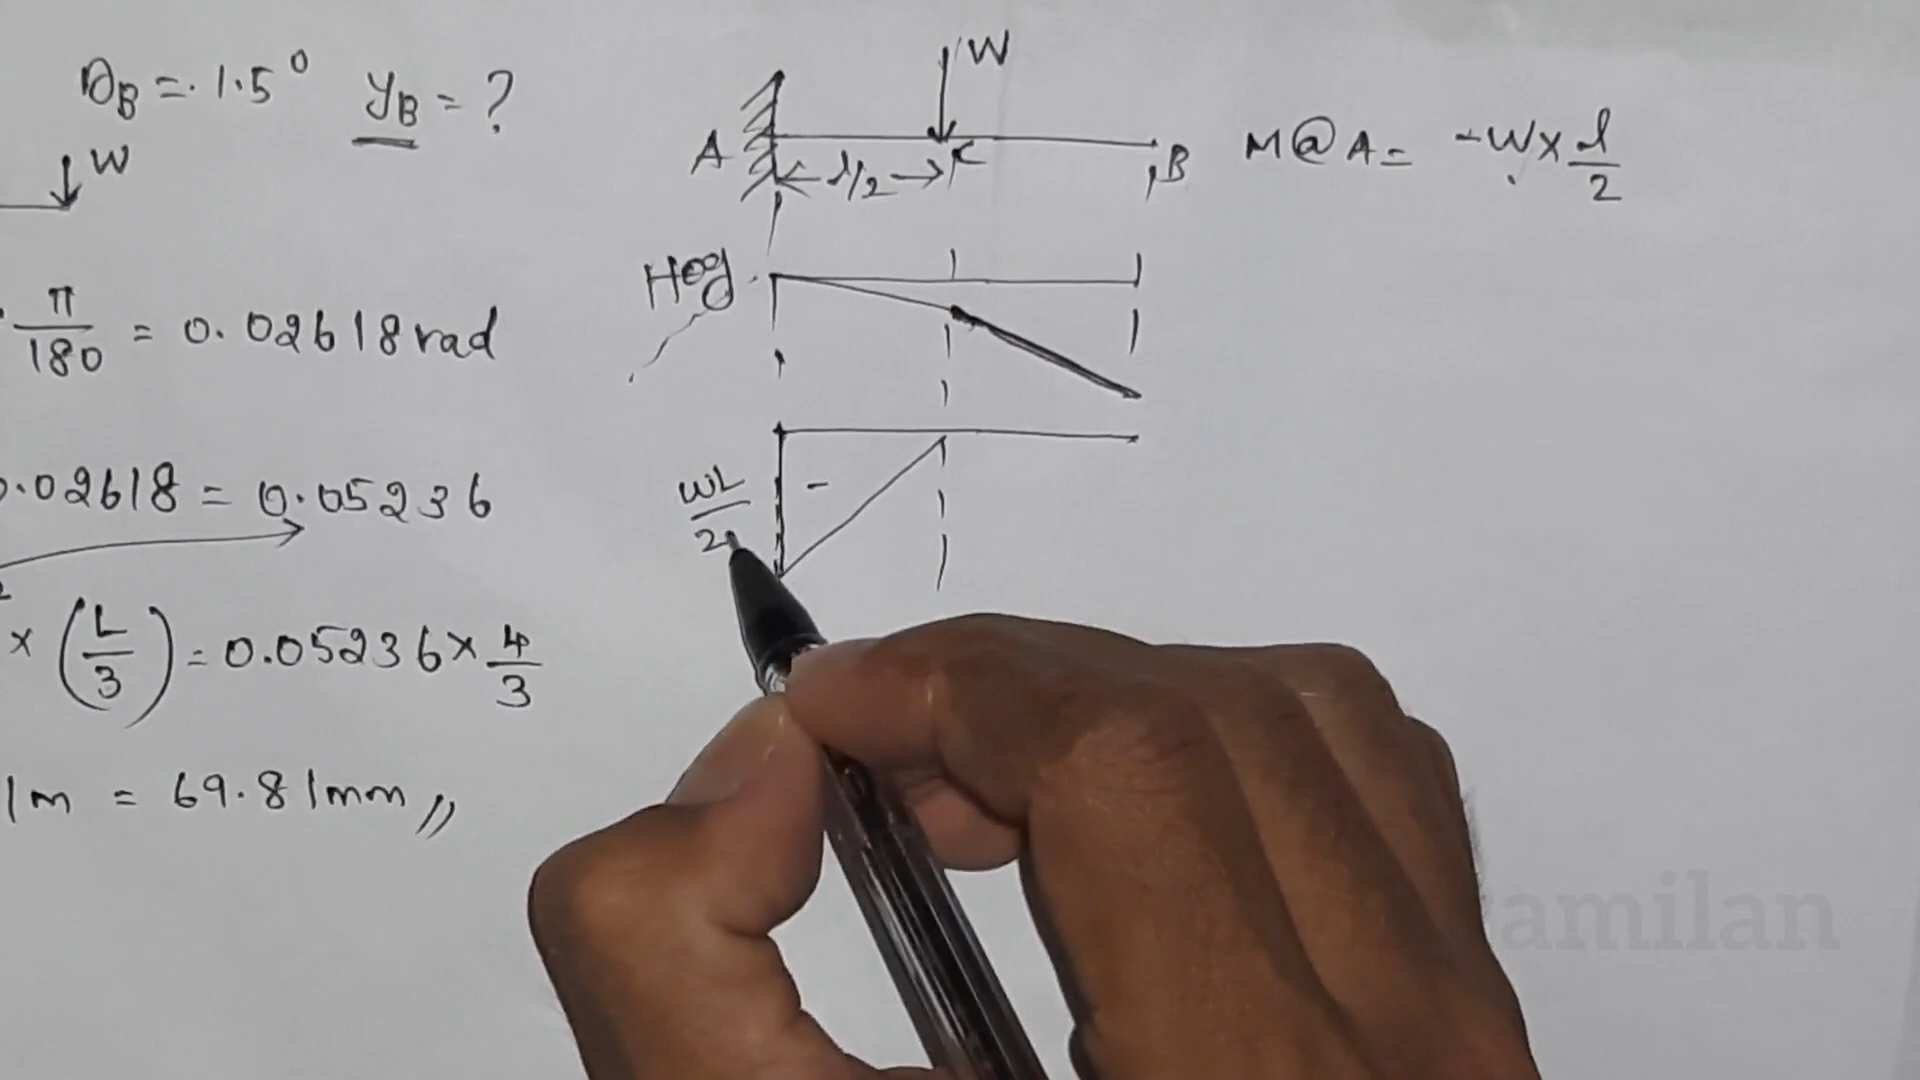 θB = 1.5° yB = ?
W
π/180 = 0.02618 rad
0.02618 = 0.05236
× (L/3) = 0.05236 × 4/3
1m = 69.81mm //
W
A
l/2
C
B
M@A = -W × l/2
Hog
WL/2
-
amilan